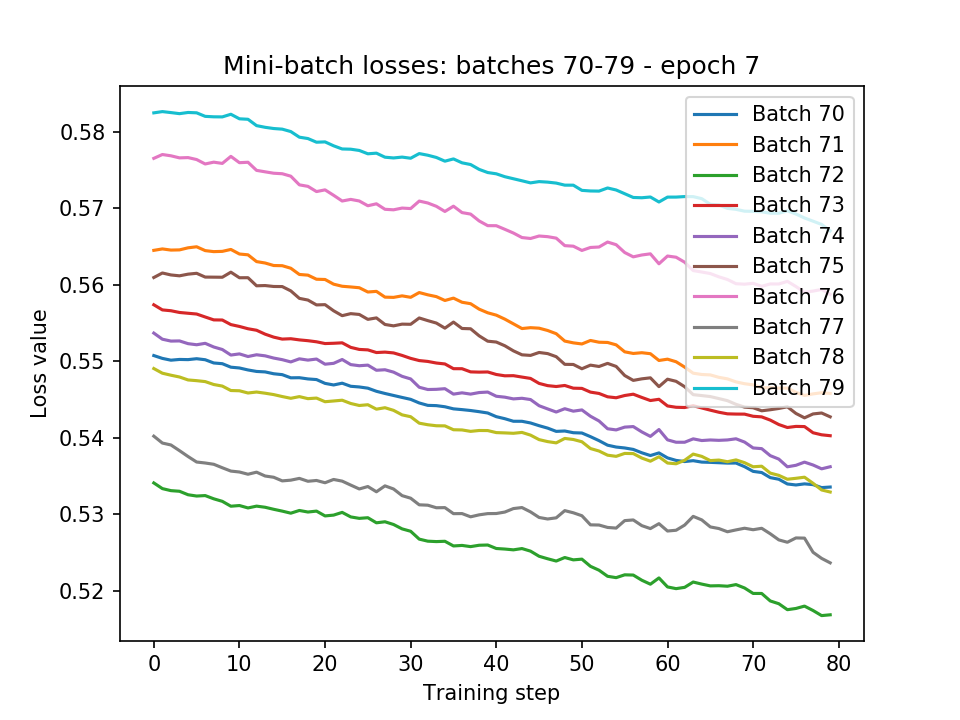 Mini-batch losses: batches 70-79 - epoch 7
Loss value
0.58
0.57
0.56
0.55
0.54
0.53
0.52
Batch 70
Batch 71
Batch 72
Batch 73
Batch 74
Batch 75
Batch 76
Batch 77
Batch 78
Batch 79
0 10 20 30 40 50 60 70 80
Training step